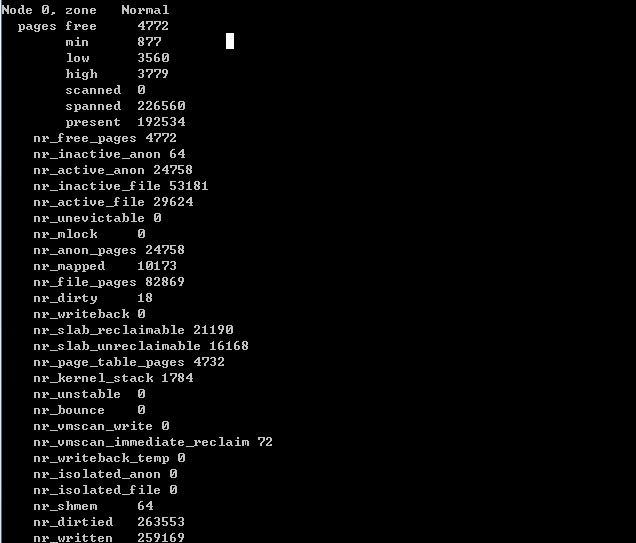 Node 0, zone   Normal
  pages free     4772
        min      877
        low      3560
        high     3779
        scanned  0
        spanned  226560
        present  192534
    nr_free_pages 4772
    nr_inactive_anon 64
    nr_active_anon 24758
    nr_inactive_file 53181
    nr_active_file 29624
    nr_unevictable 0
    nr_mlock     0
    nr_anon_pages 24758
    nr_mapped    10173
    nr_file_pages 82869
    nr_dirty     18
    nr_writeback 0
    nr_slab_reclaimable 21190
    nr_slab_unreclaimable 16168
    nr_page_table_pages 4732
    nr_kernel_stack 1784
    nr_unstable  0
    nr_bounce    0
    nr_vmscan_write 0
    nr_vmscan_immediate_reclaim 72
    nr_writeback_temp 0
    nr_isolated_anon 0
    nr_isolated_file 0
    nr_shmem     64
    nr_dirtied   263553
    nr_written   259169